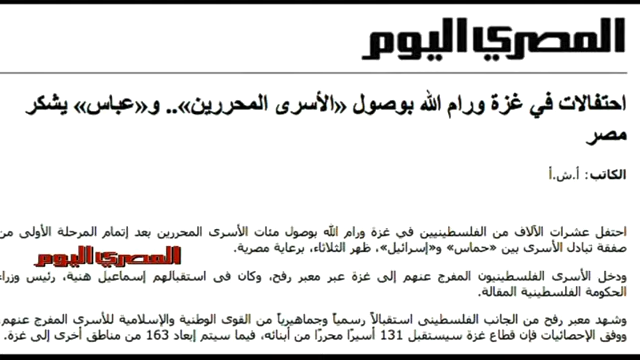 المصري اليوم
احتفالات في غزة ورام الله بوصول «الأسرى المحررين».. و«عباس» يشكر
مصر
الكاتب: أ.ش.أ
احتفل عشرات الآلاف من الفلسطينيين في غزة ورام الله بوصول مئات الأسرى المحررين بعد إتمام المرحلة الأولى من
صفقة تبادل الأسرى بين «حماس» و«إسرائيل»، ظهر الثلاثاء، برعاية مصرية.
المصري اليوم
ودخل الأسرى الفلسطينيون المفرج عنهم إلى غزة عبر معبر رفح، وكان في استقبالهم إسماعيل هنية، رئيس وزراء
الحكومة الفلسطينية المقالة.
وشهد معبر رفح من الجانب الفلسطينى استقبالاً رسمياً وجماهيرياً من القوى الوطنية والإسلامية للأسرى المفرج عنهم.
ووفق الإحصائيات فإن قطاع غزة سيستقبل 131 أسيرًا محررًا من أبنائه، فيما سيتم إبعاد 163 من مناطق أخرى إلى غزة.